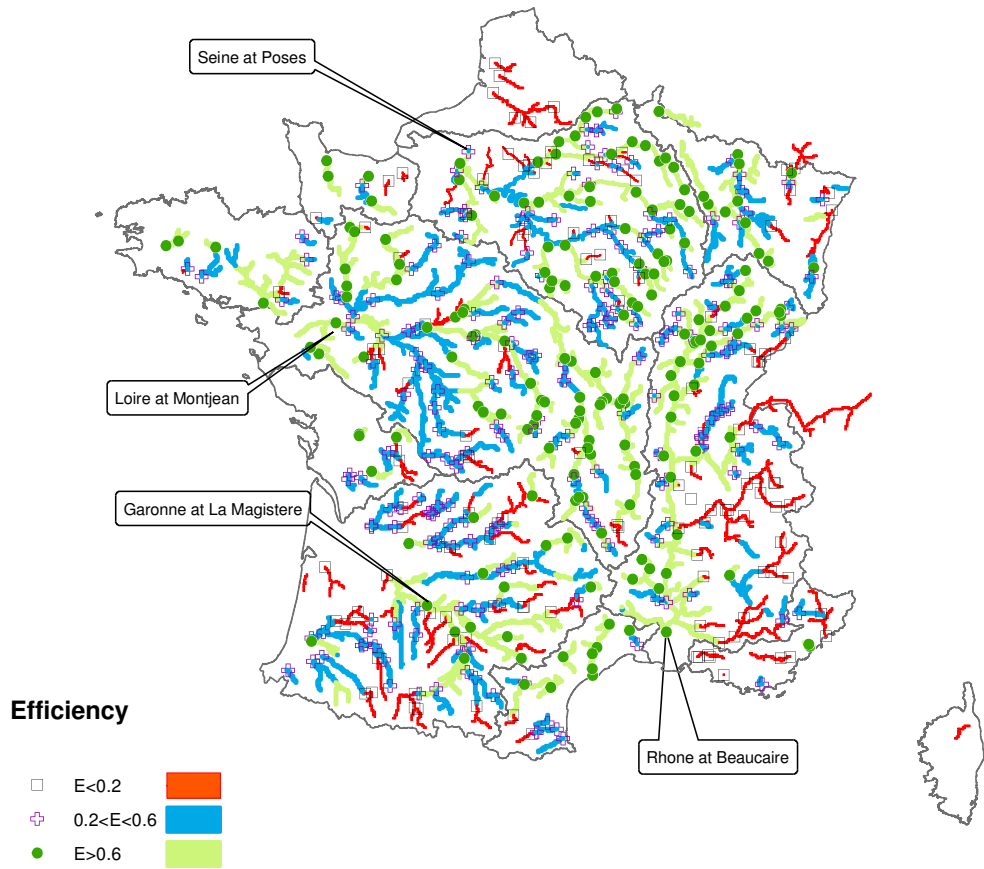 Seine at Poses
Loire at Montjean
Garonne at La Magistere
Rhone at Beaucaire
Efficiency
E<0.2
0.2<E<0.6
E>0.6